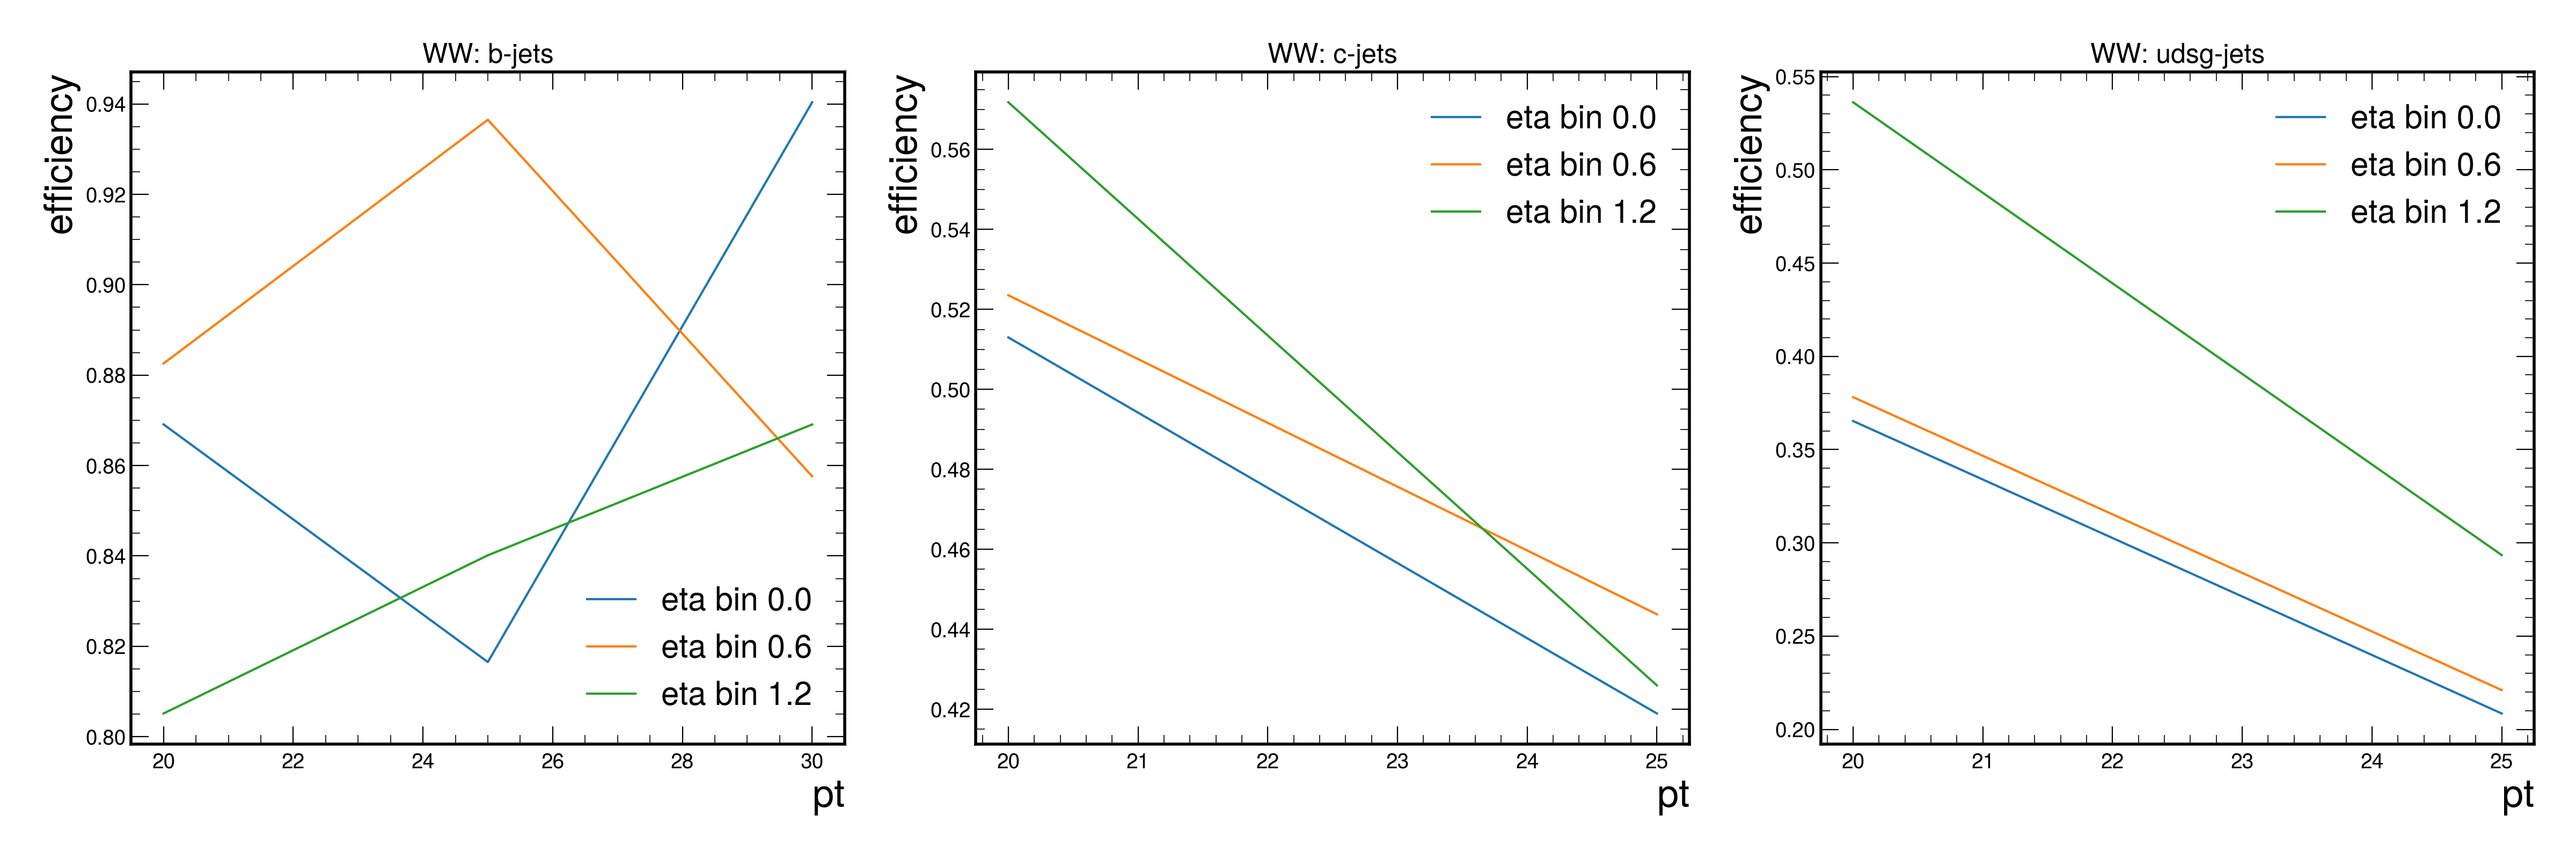 WW: b-jets
efficiency
0.94
0.92
0.90
0.88
0.86
0.84
0.82
0.80
eta bin 0.0
eta bin 0.6
eta bin 1.2
20 22 24 26 28 30
pt
WW: c-jets
efficiency
0.56
0.54
0.52
0.50
0.48
0.46
0.44
0.42
eta bin 0.0
eta bin 0.6
eta bin 1.2
20 21 22 23 24 25
pt
WW: udsg-jets
efficiency
0.55
0.50
0.45
0.40
0.35
0.30
0.25
0.20
eta bin 0.0
eta bin 0.6
eta bin 1.2
20 21 22 23 24 25
pt